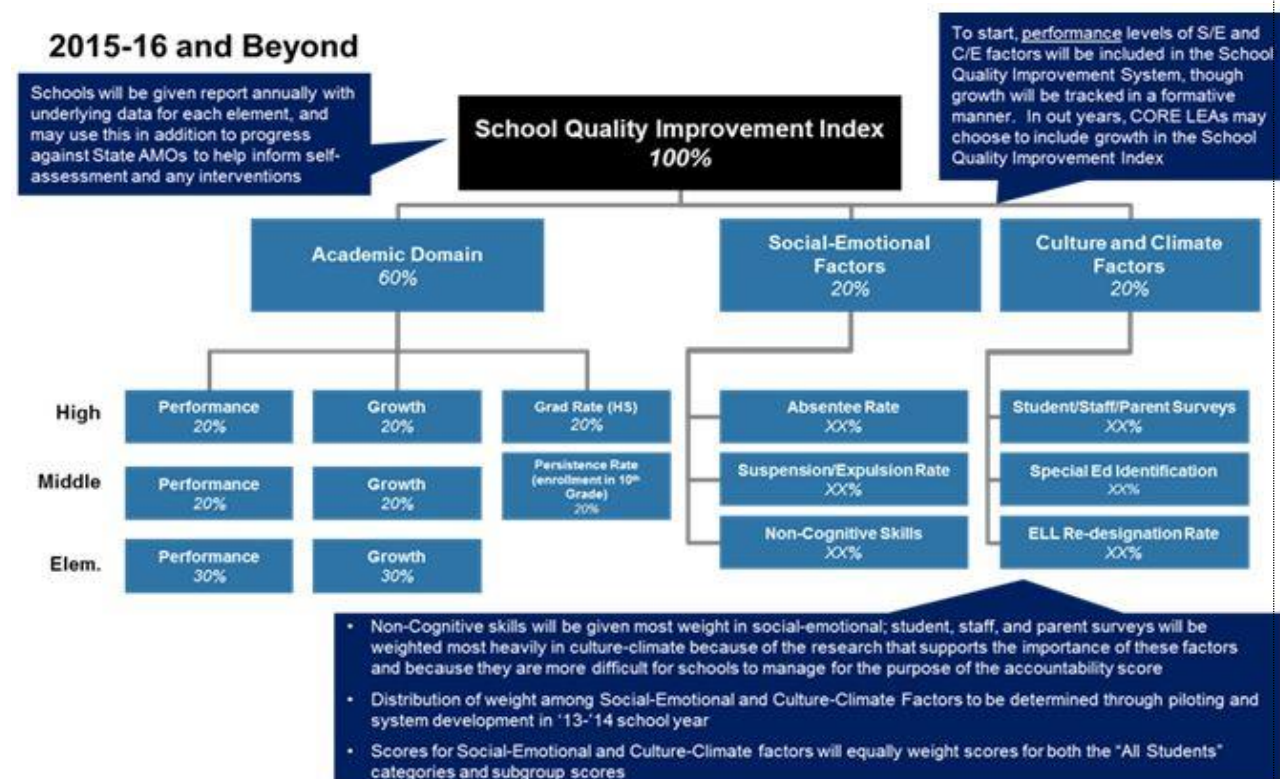 2015-16 and Beyond
Schools will be given report annually with
underlying data for each element, and
may use this in addition to progress
against State AMOs to help inform self-
assessment and any interventions
To start, performance levels of S/E and
C/E factors will be included in the School
Quality Improvement System, though
growth will be tracked in a formative
manner. In out years, CORE LEAs may
choose to include growth in the School
Quality Improvement Index
School Quality Improvement Index
100%
Academic Domain
60%
Social-Emotional
Factors
20%
Culture and Climate
Factors
20%
High
Performance
20%
Growth
20%
Grad Rate (HS)
20%
Middle
Performance
20%
Growth
20%
Persistence Rate
(enrollment in 10th
Grade)
20%
Elem.
Performance
30%
Growth
30%
Absentee Rate
XX%
Suspension/Expulsion Rate
XX%
Non-Cognitive Skills
XX%
Student/Staff/Parent Surveys
XX%
Special Ed Identification
XX%
ELL Re-designation Rate
XX%
• Non-Cognitive skills will be given most weight in social-emotional; student, staff, and parent surveys will be
weighted most heavily in culture-climate because of the research that supports the importance of these factors
and because they are more difficult for schools to manage for the purpose of the accountability score
• Distribution of weight among Social-Emotional and Culture-Climate Factors to be determined through piloting and
system development in '13-'14 school year
• Scores for Social-Emotional and Culture-Climate factors will equally weight scores for both the "All Students"
categories and subgroup scores